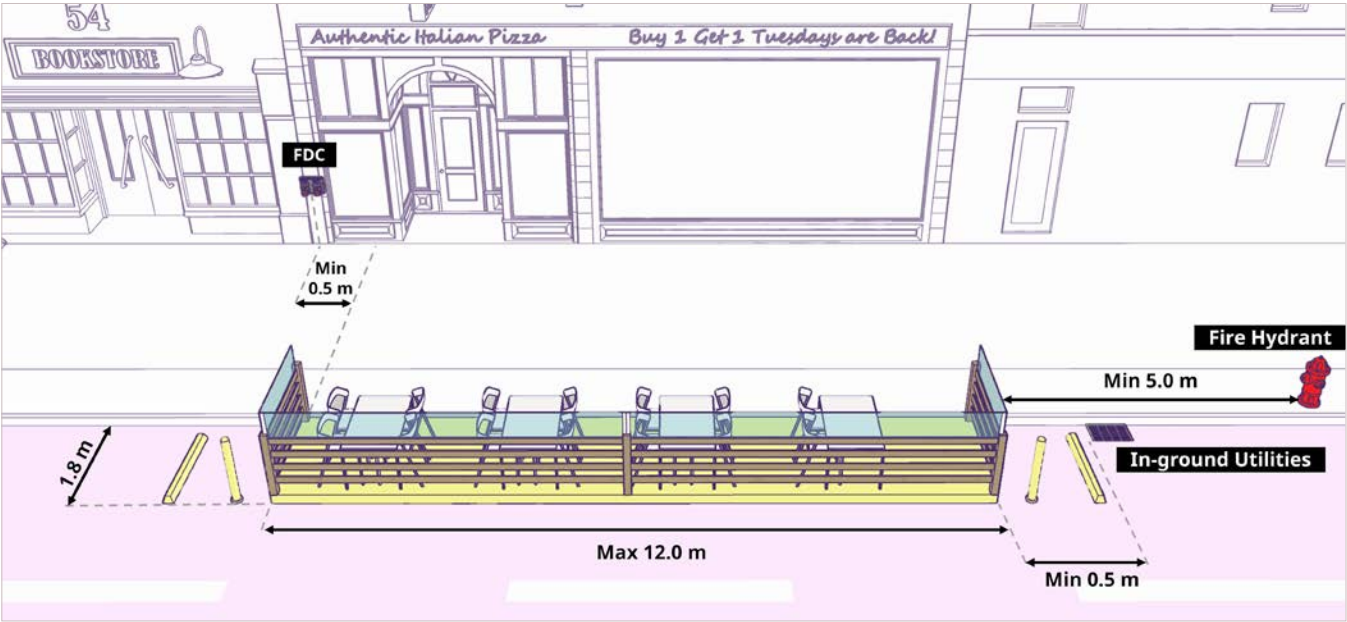 54
BOOKSTORE
Authentic Italian Pizza
Buy 1 Get 1 Tuesdays are Back!
FDC
Min
0.5 m
Fire Hydrant
Min 5.0 m
1.8 m
In-ground Utilities
Max 12.0 m
Min 0.5 m